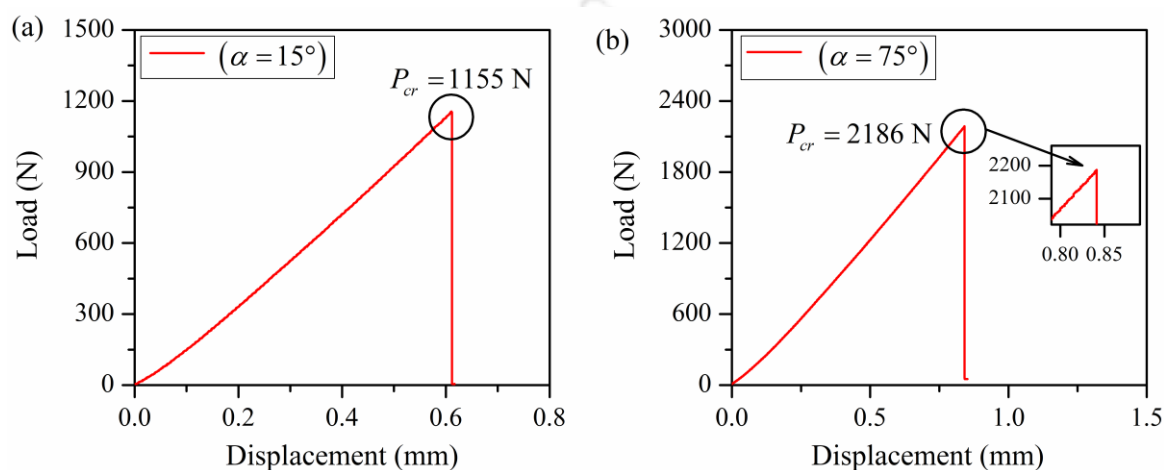 (a)
1500
1200
900
600
300
0
Load (N)
(α = 15°)
P_cr = 1155 N
0.0 0.2 0.4 0.6 0.8
Displacement (mm)
(b)
3000
2400
1800
1200
600
0
Load (N)
(α = 75°)
P_cr = 2186 N
2200
2100
0.80 0.85
0.0 0.5 1.0 1.5
Displacement (mm)